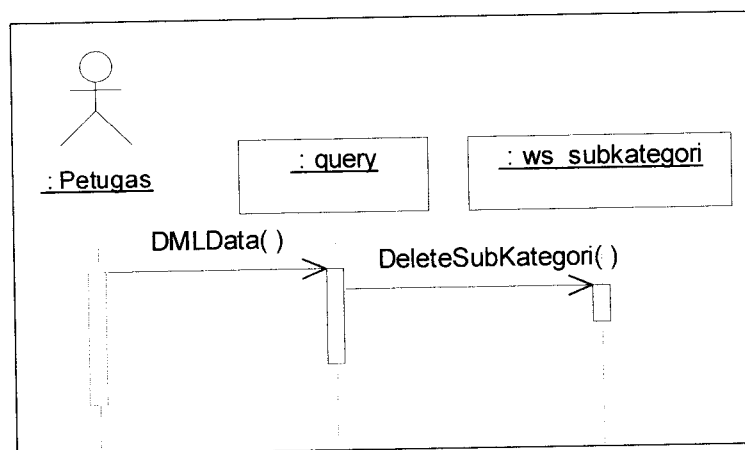 : Petugas
: query
: ws_subkategori
DMLData( )
DeleteSubKategori( )